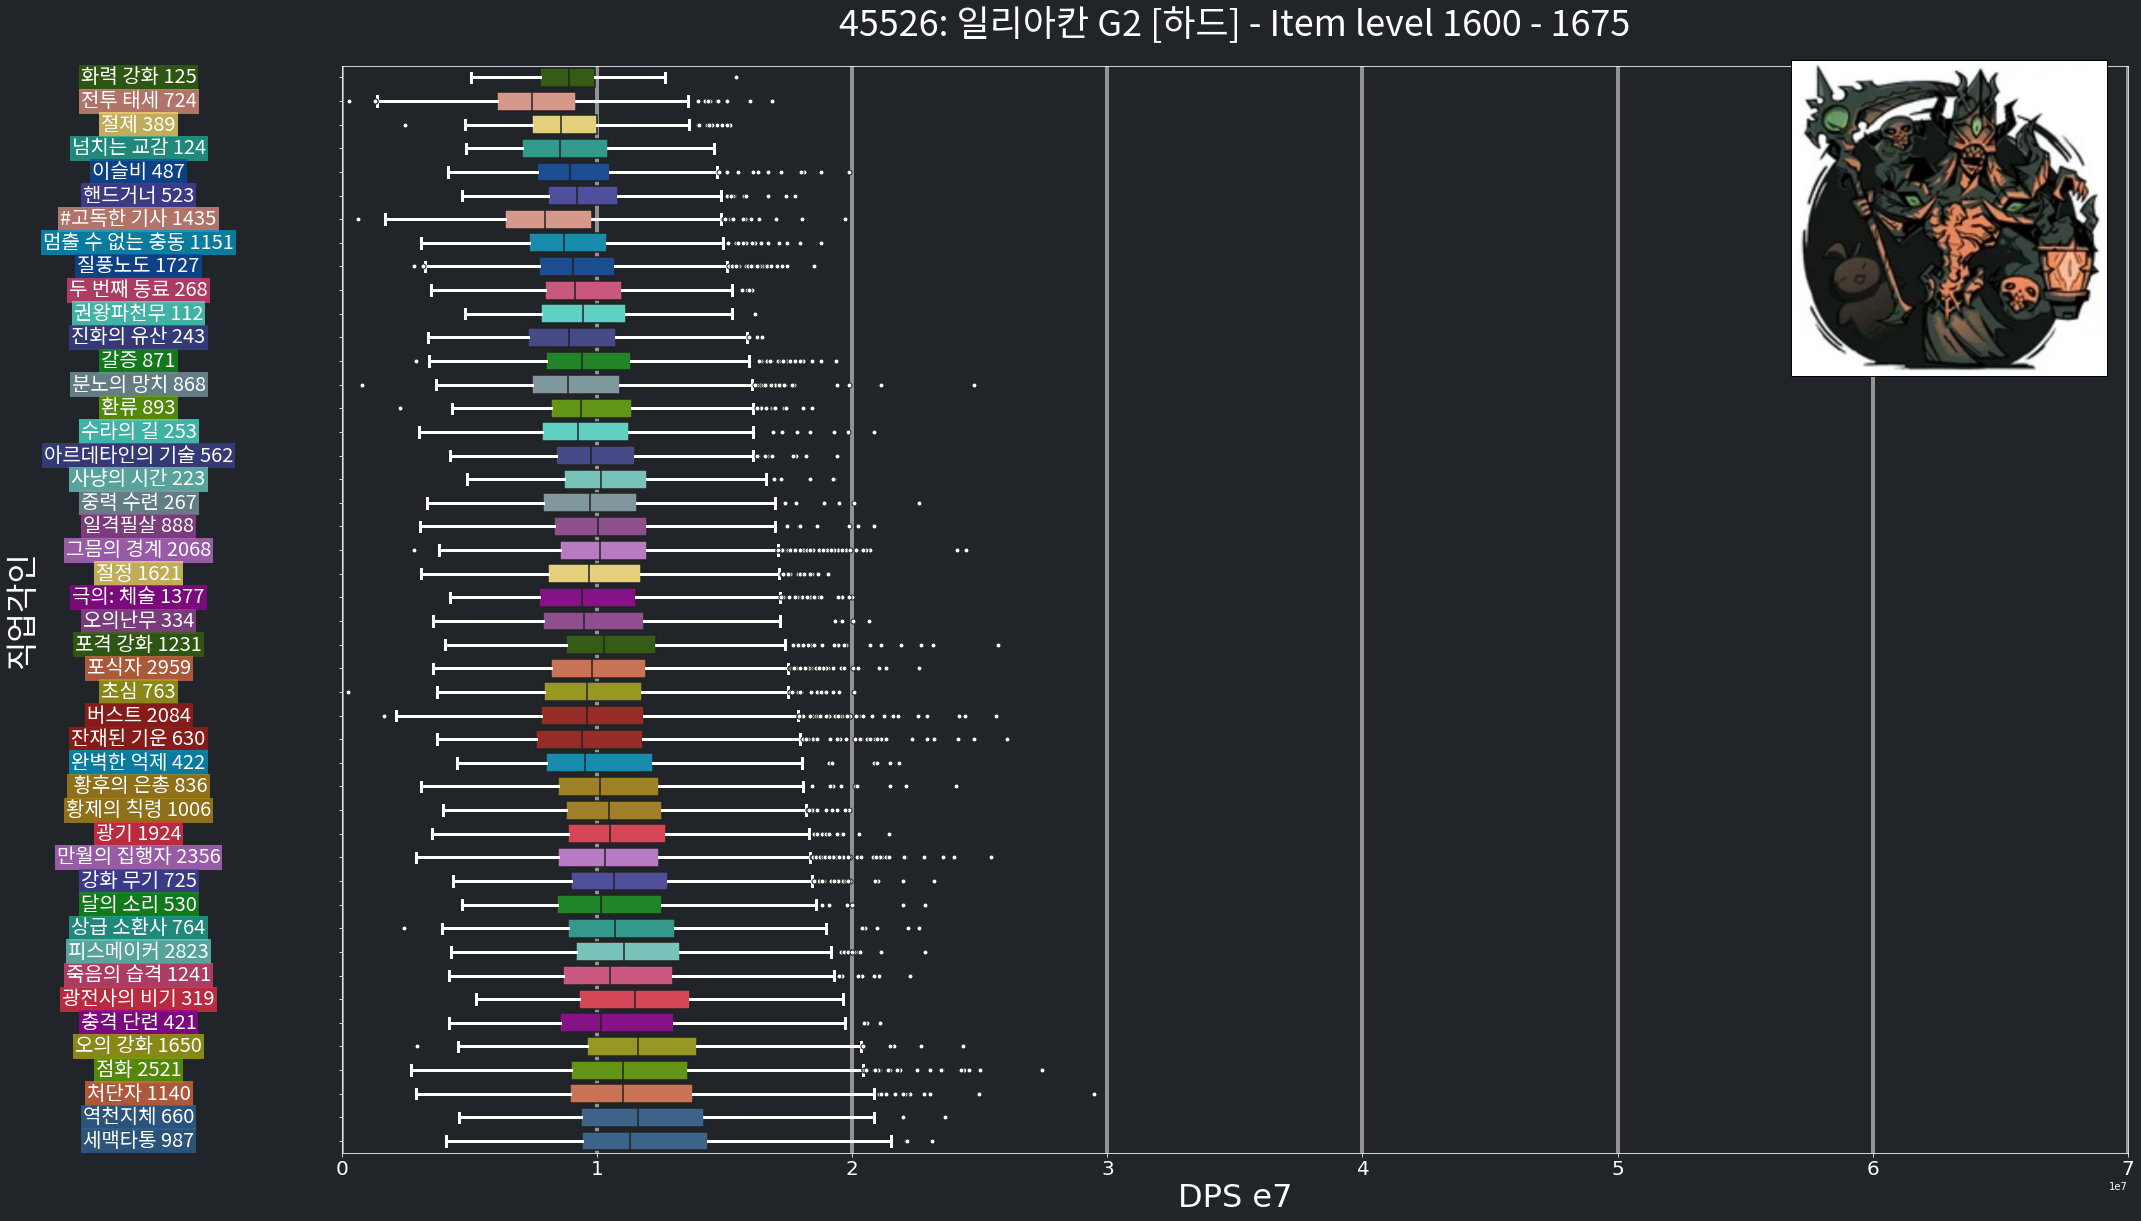 45526: 일리아칸 G2 [하드] - Item level 1600 - 1675
직업각인
화력 강화 125
전투 태세 724
절제 389
넘치는 교감 124
이슬비 487
핸드거너 523
#고독한 기사 1435
멈출 수 없는 충동 1151
질풍노도 1727
두 번째 동료 268
권왕파천무 112
진화의 유산 243
갈증 871
분노의 망치 868
환류 893
수라의 길 253
아르데타인의 기술 562
사냥의 시간 223
중력 수련 267
일격필살 888
그믐의 경계 2068
절정 1621
극의: 체술 1377
오의난무 334
포격 강화 1231
포식자 2959
초심 763
버스트 2084
잔재된 기운 630
완벽한 억제 422
황후의 은총 836
황제의 칙령 1006
광기 1924
만월의 집행자 2356
강화 무기 725
달의 소리 530
상급 소환사 764
피스메이커 2823
죽음의 습격 1241
광전사의 비기 319
충격 단련 421
오의 강화 1650
점화 2521
처단자 1140
역천지체 660
세맥타통 987
0 1 2 3 4 5 6 7
DPS e7
1e7